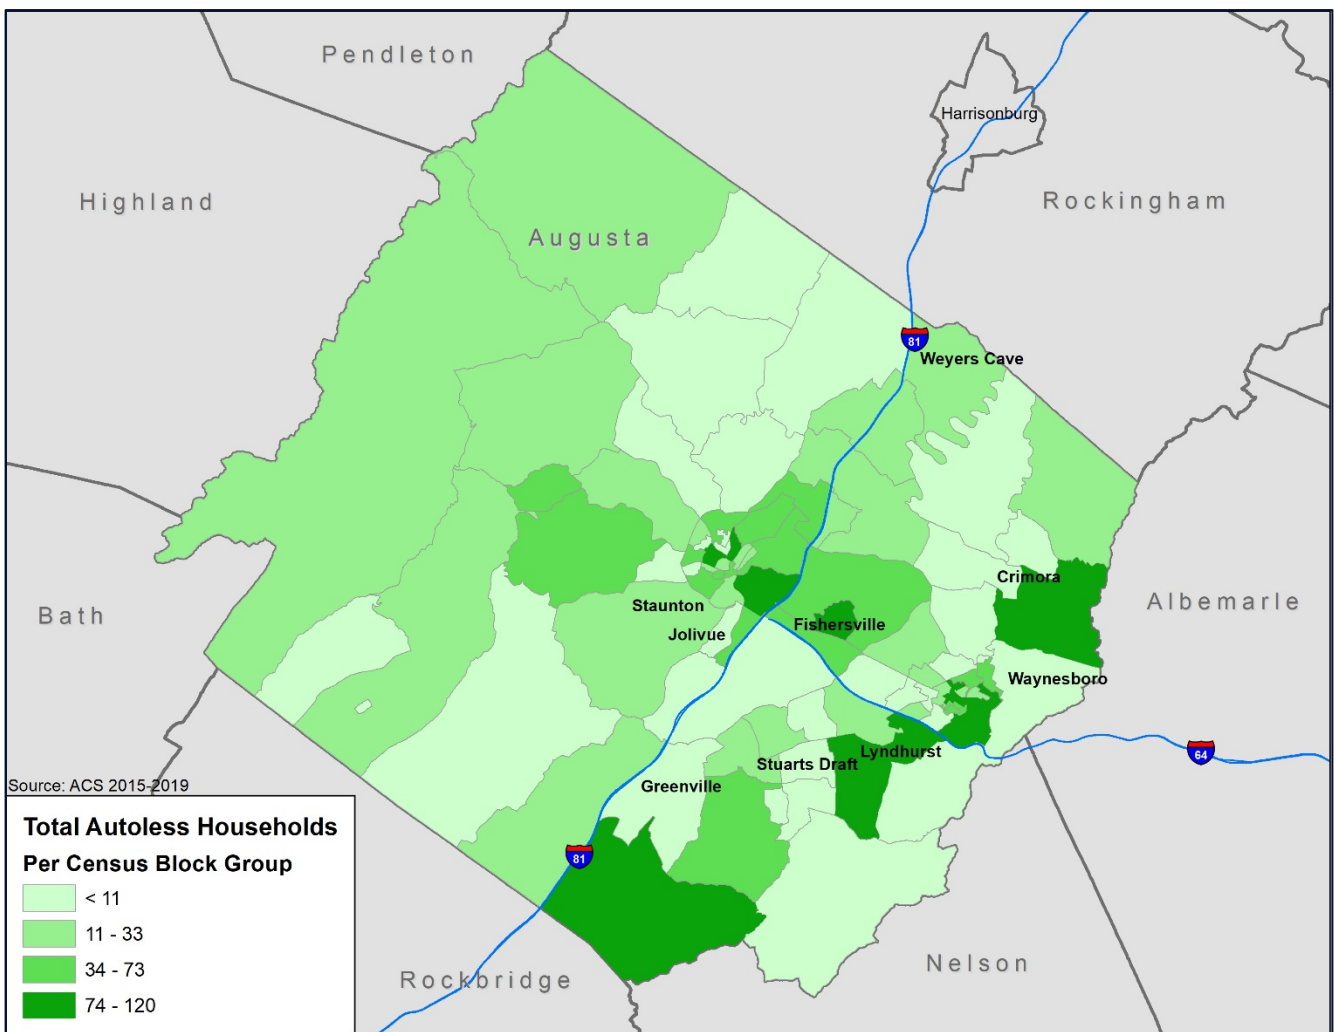 Pendleton
Harrisonburg
Highland
Rockingham
Augusta
81
Weyers Cave
Crimora
Albemarle
Staunton
Bath
Fishersville
Jolivue
Waynesboro
Lyndhurst
64
Stuarts Draft
Greenville
Source: ACS 2015-2019
Total Autoless Households
Per Census Block Group
< 11
11 - 33
34 - 73
74 - 120
81
Rockbridge
Nelson